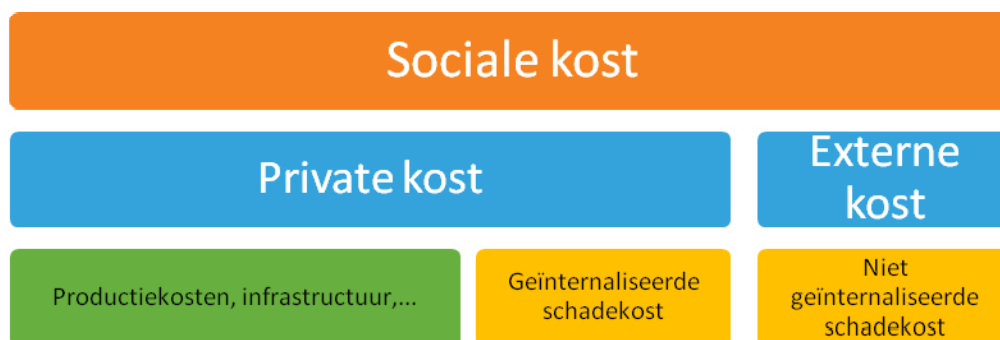 Sociale kost
Private kost
Externe
kost
Productiekosten, infrastructuur,...
Geïnternaliseerde
schadekost
Niet
geïnternaliseerde
schadekost